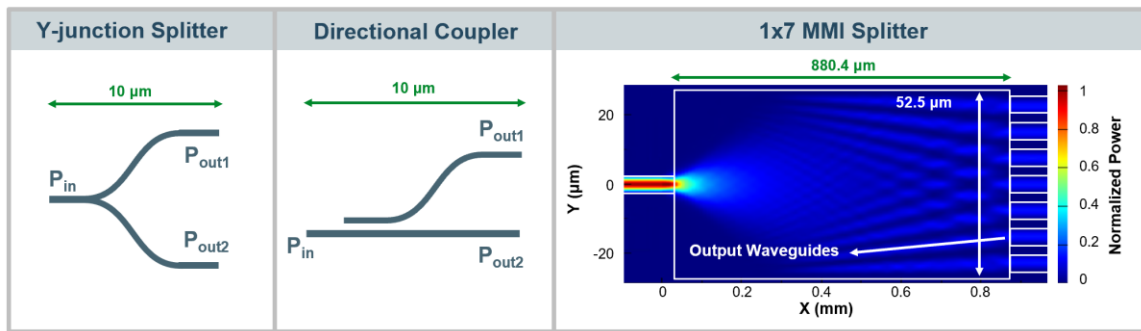 Y-junction Splitter
10 µm
Pin
Pout1
Pout2
Directional Coupler
10 µm
Pout1
Pin
Pout2
1x7 MMI Splitter
880.4 µm
52.5 µm
Output Waveguides
20
0
-20
Y (µm)
0 0.2 0.4 0.6 0.8
X (mm)
1
0.8
0.6
0.4
0.2
0
Normalized Power